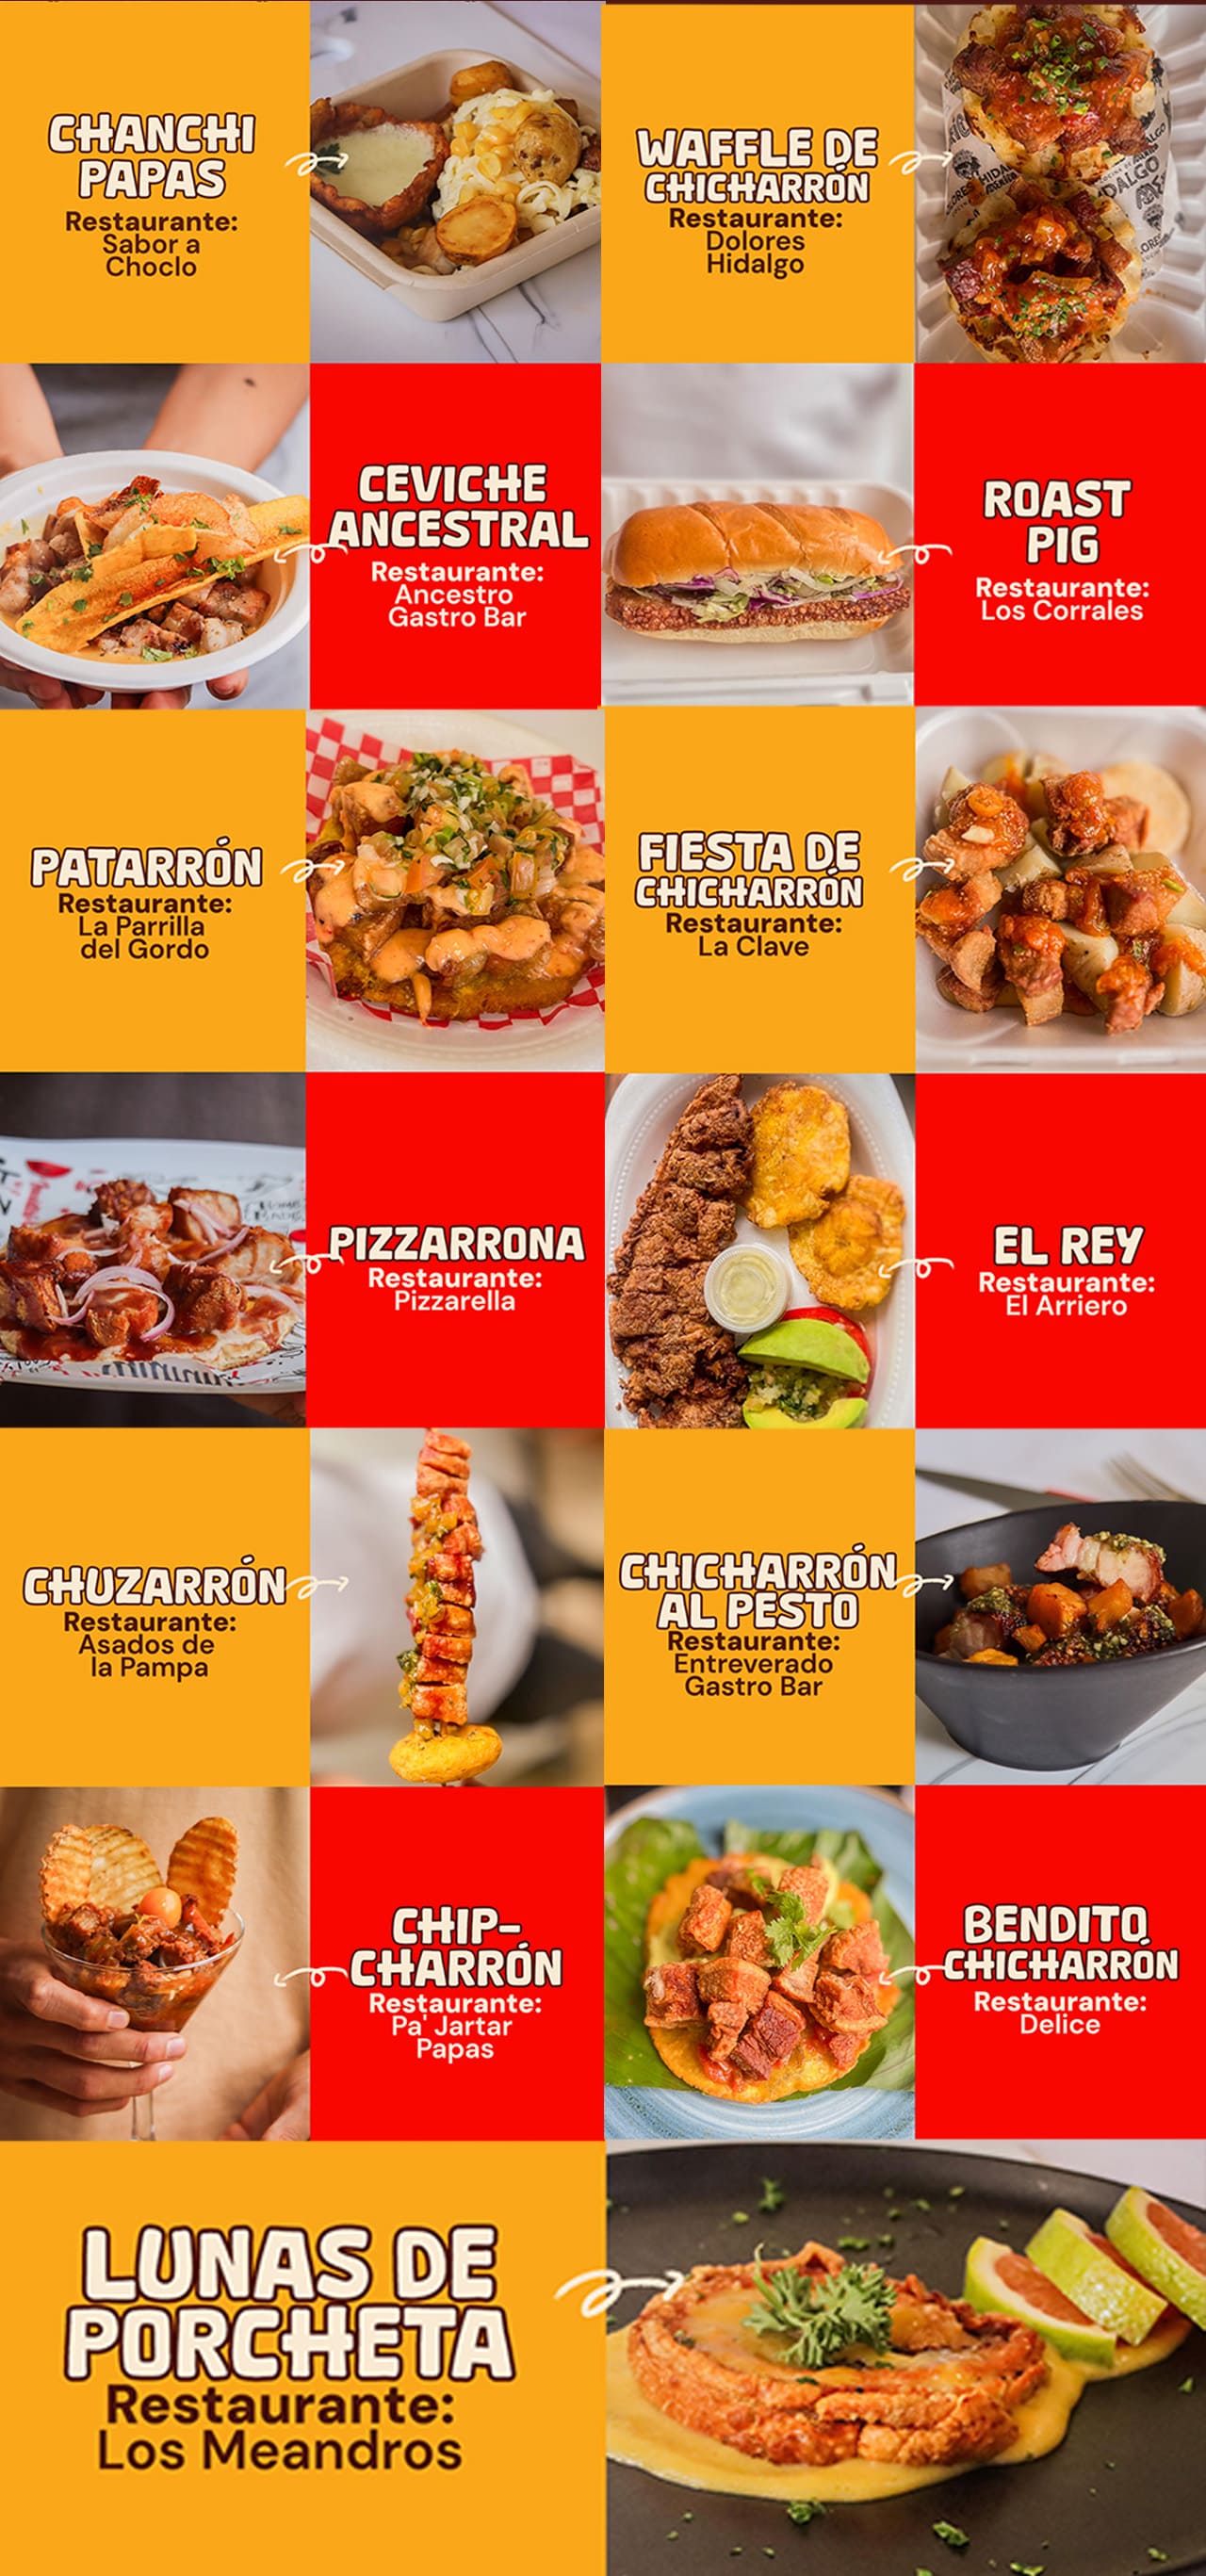 CHANCHI
PAPAS
Restaurante:
Sabor a
Choclo
WAFFLE DE
CHICHARRÓN
Restaurante:
Dolores
Hidalgo
CEVICHE
ANCESTRAL
Restaurante:
Ancestro
Gastro Bar
ROAST
PIG
Restaurante:
Los Corrales
PATARRÓN
Restaurante:
La Parrilla
del Gordo
FIESTA DE
CHICHARRÓN
Restaurante:
La Clave
PIZZARRONA
Restaurante:
Pizzarella
EL REY
Restaurante:
El Arriero
CHUZARRÓN
Restaurante:
Asados de
la Pampa
CHICHARRÓN
AL PESTO
Restaurante:
Entreverado
Gastro Bar
CHIP-
CHARRÓN
Restaurante:
Pa' Jartar
Papas
BENDITO
CHICHARRÓN
Restaurante:
Delice
LUNAS DE
PORCHETA
Restaurante:
Los Meandros